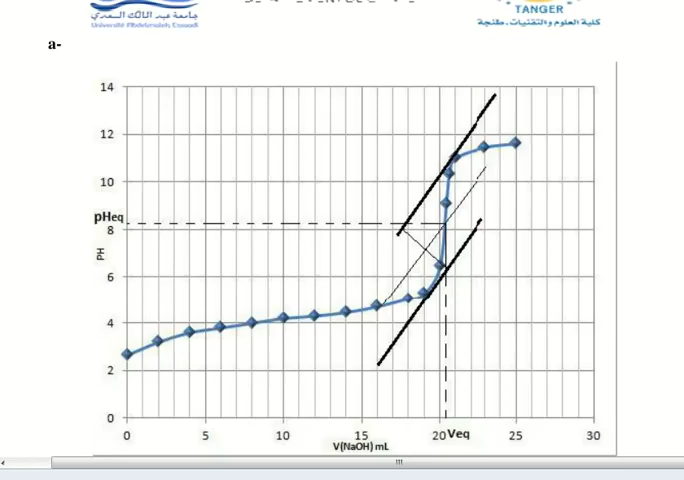 جامعة عبد المالك السعدي
Université Abdelmalek Essaadi
TANGER
كلية العلوم والتقنيات - طنجة
a-
14
12
10
pHeq
8
PH
6
4
2
0
0 5 10 15 20 Veq 25 30
V(NaOH) mL